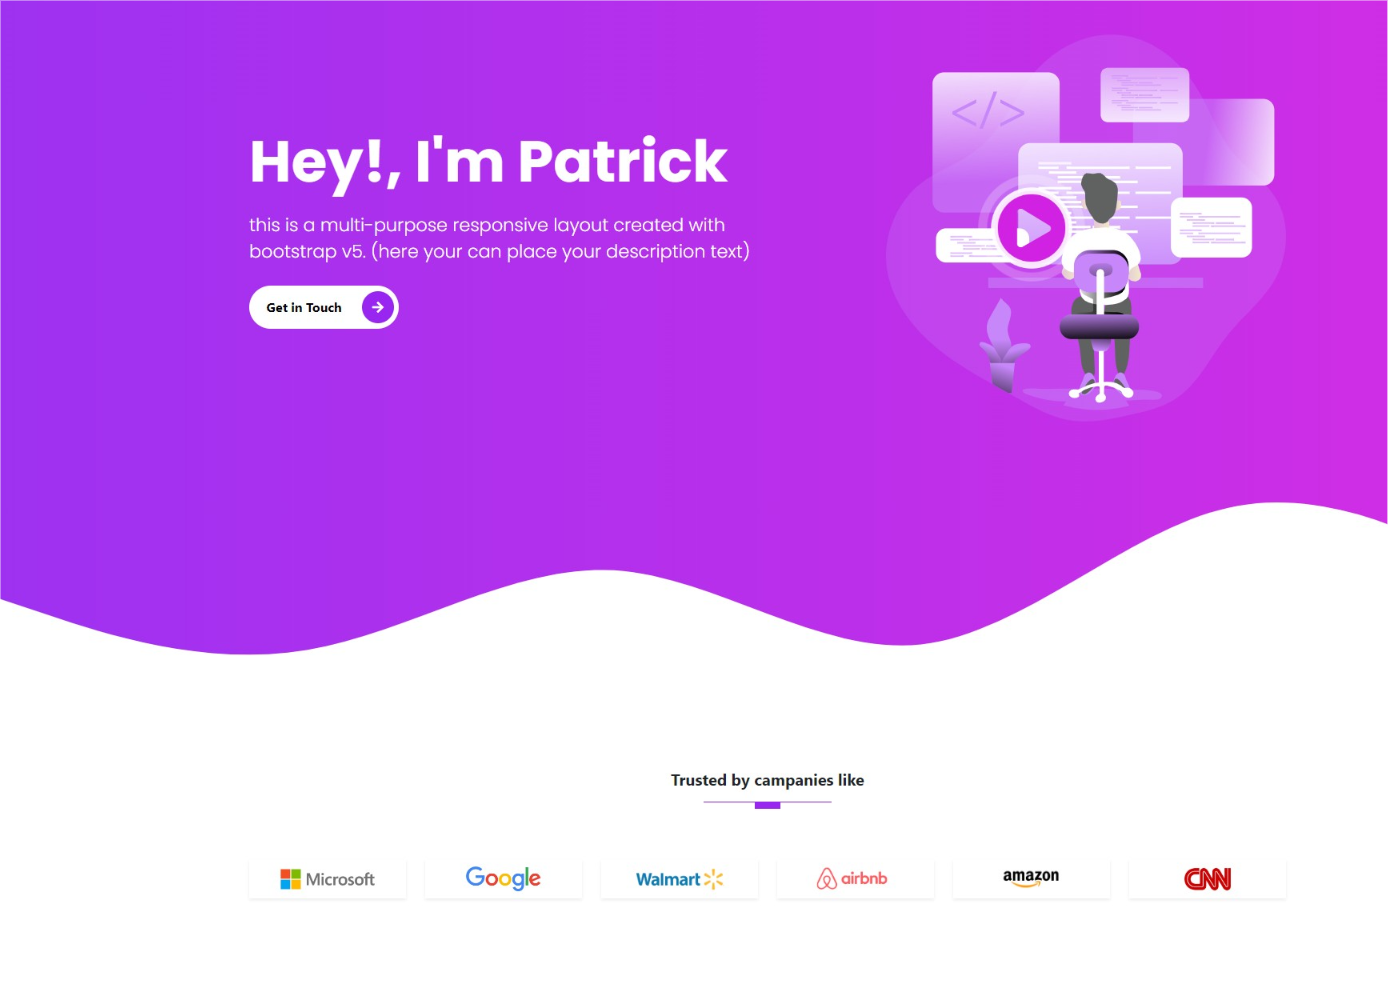 </>
Hey!, I'm Patrick
this is a multi-purpose responsive layout created with
bootstrap v5. (here your can place your description text)
Get in Touch
Trusted by companies like
Microsoft
Google
Walmart
airbnb
amazon
CNN